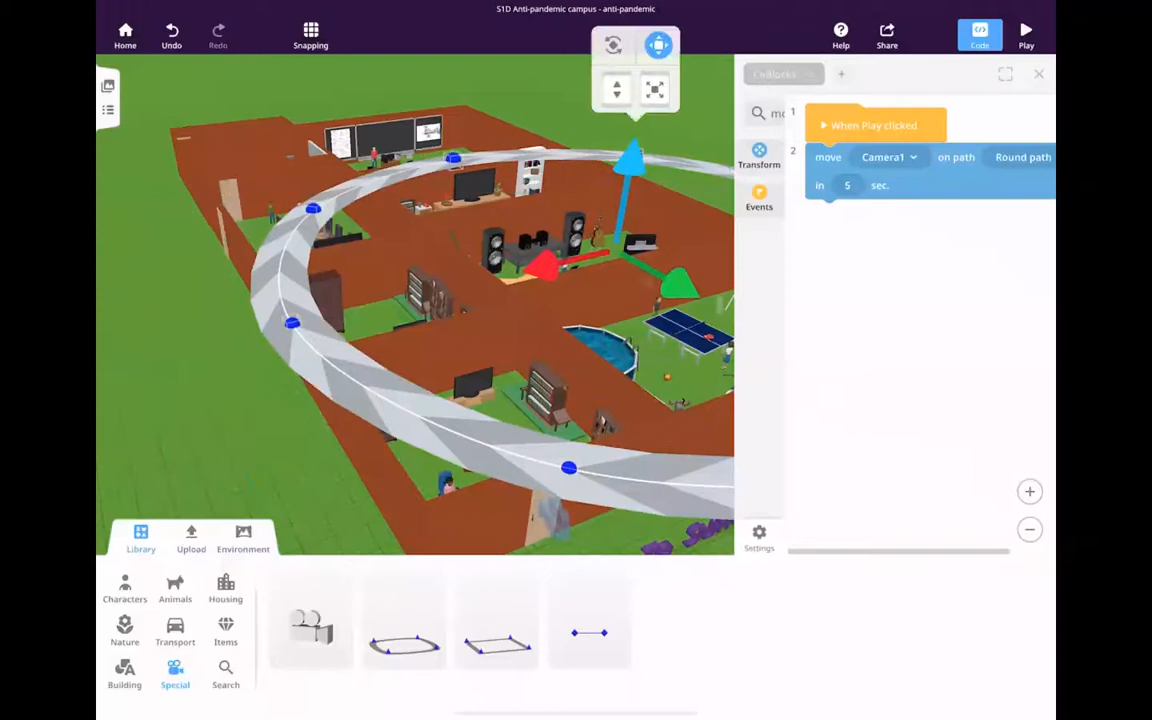 S1D Anti-pandemic campus - anti-pandemic
Home
Undo
Redo
Snapping
Help
Share
Code
Play
CoBlocks
1
When Play clicked
2
move Camera1 on path Round path
in 5 sec.
Transform
Events
Settings
Library
Upload
Environment
Characters
Animals
Housing
Nature
Transport
Items
Building
Special
Search